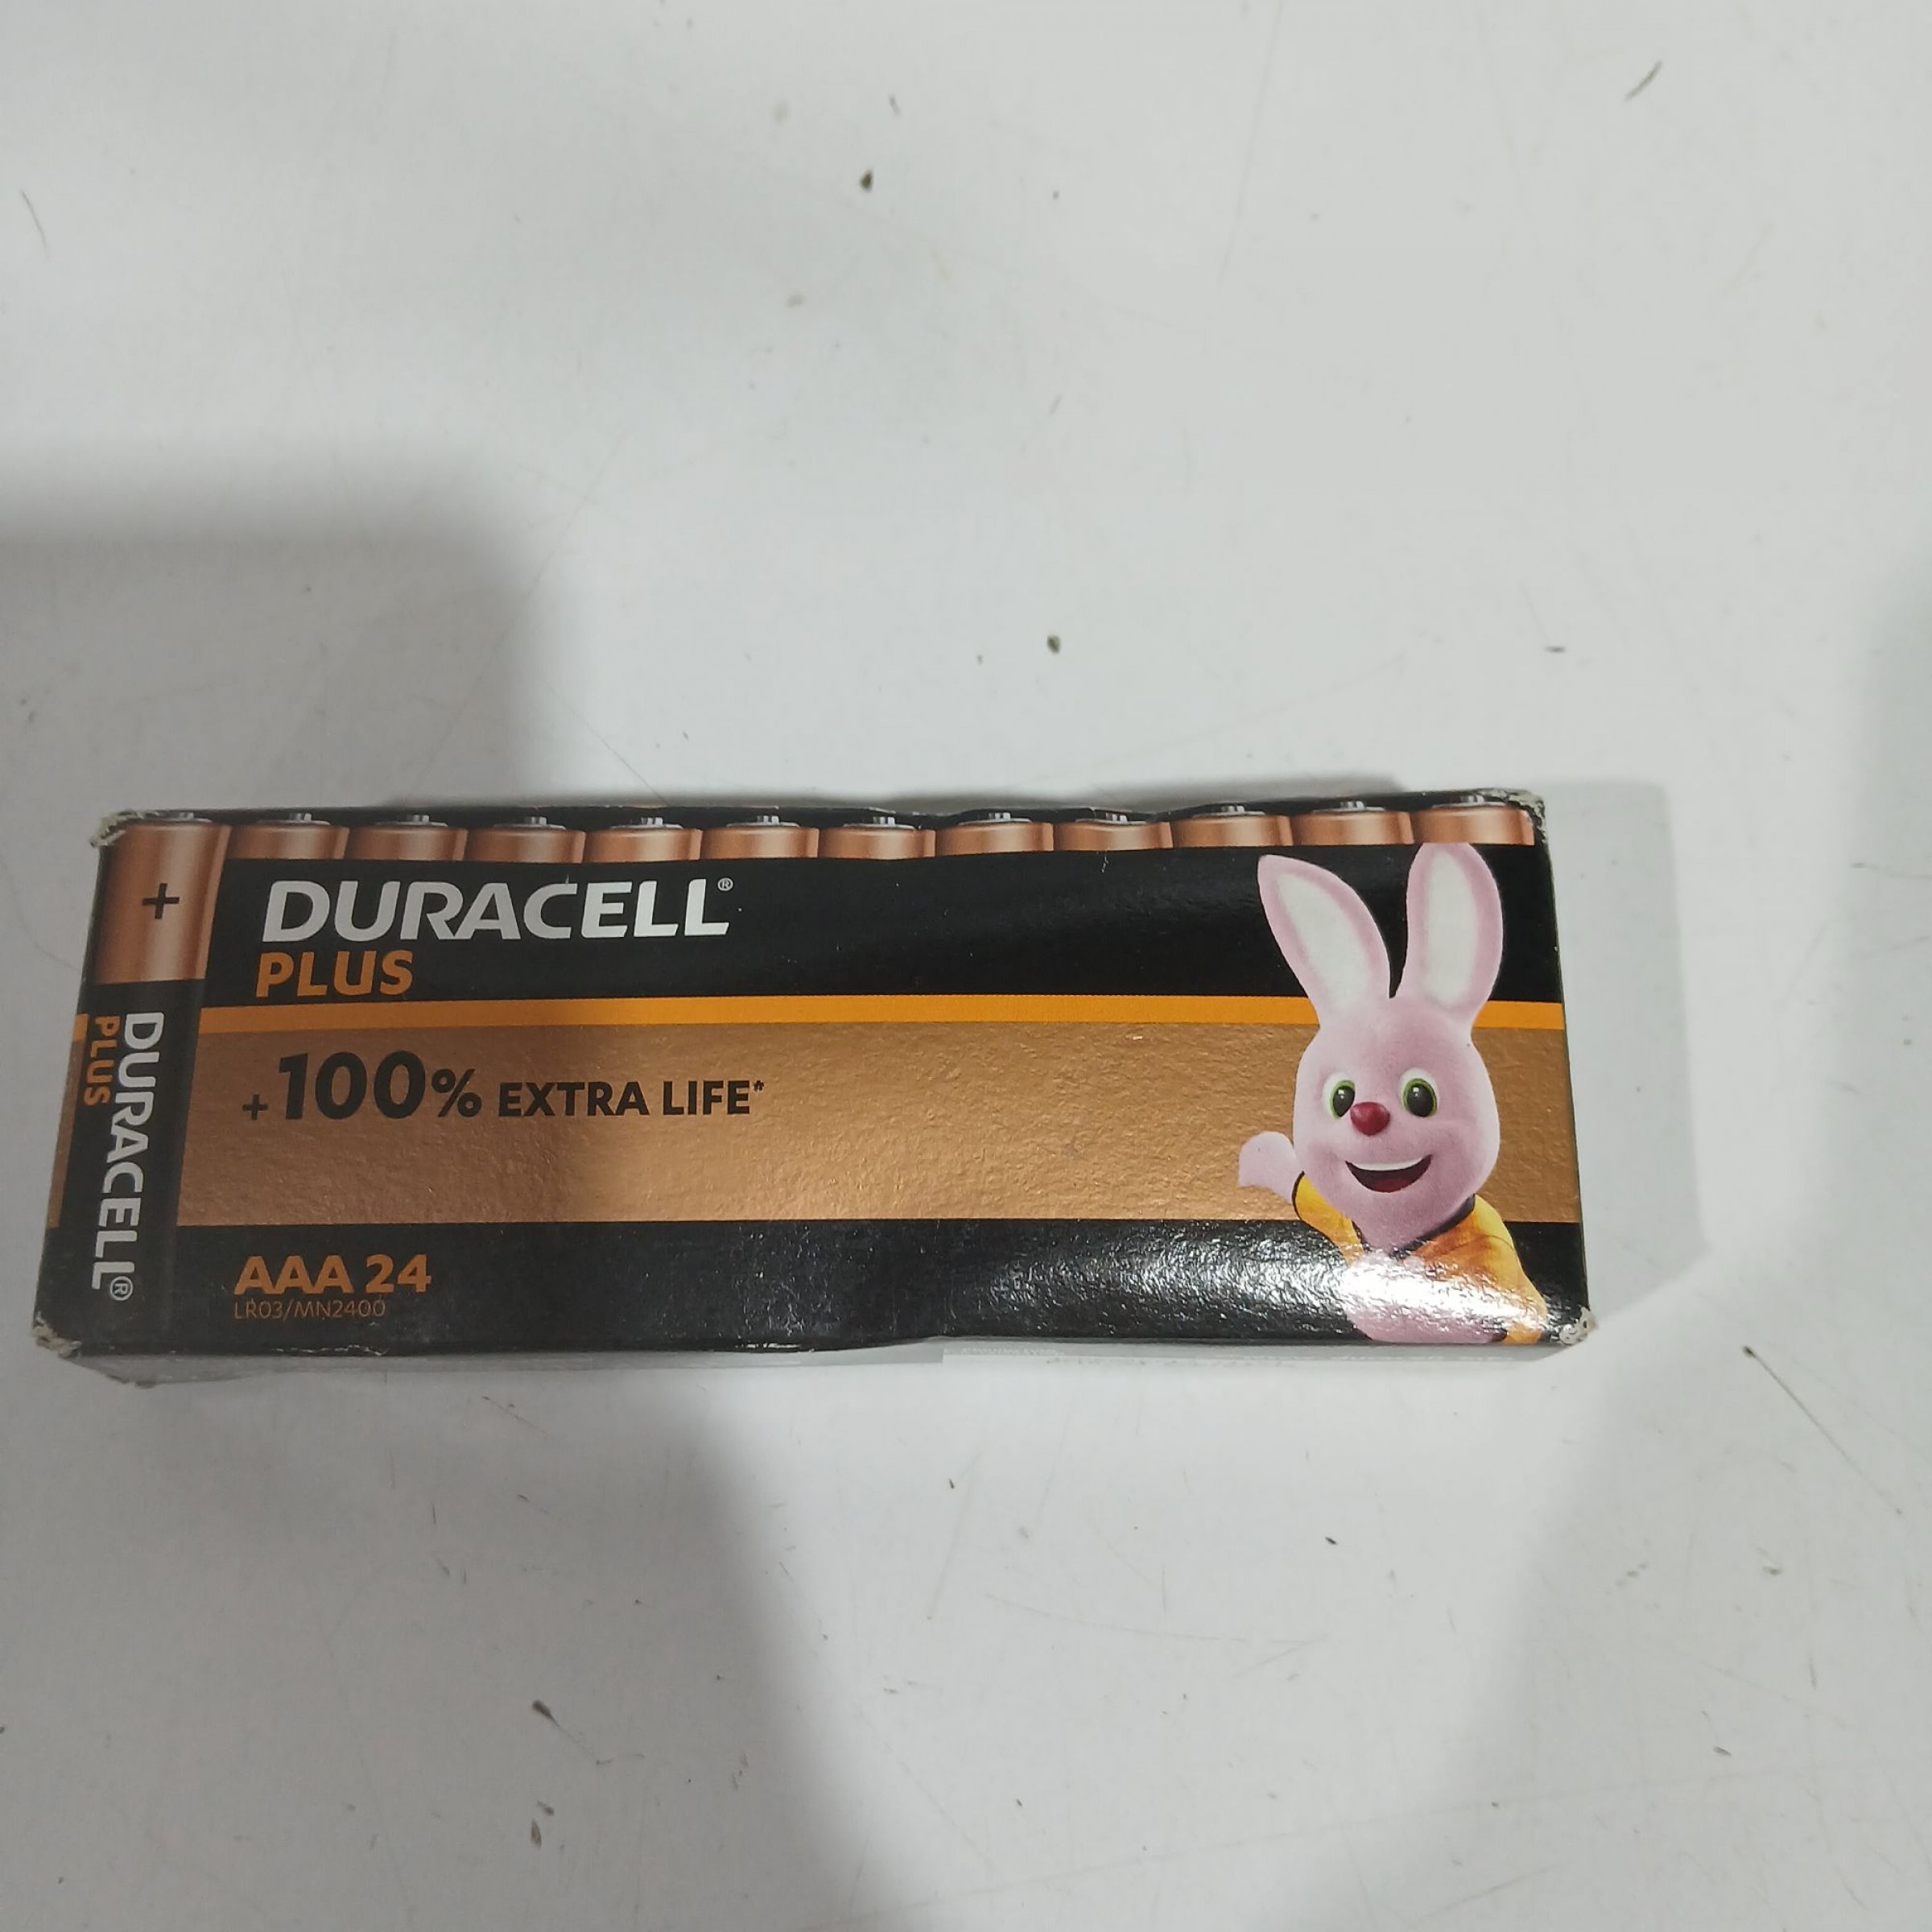 DURACELL®
PLUS
+100% EXTRA LIFE*
AAA 24
LR03/MN2400
+
DURACELL®
PLUS